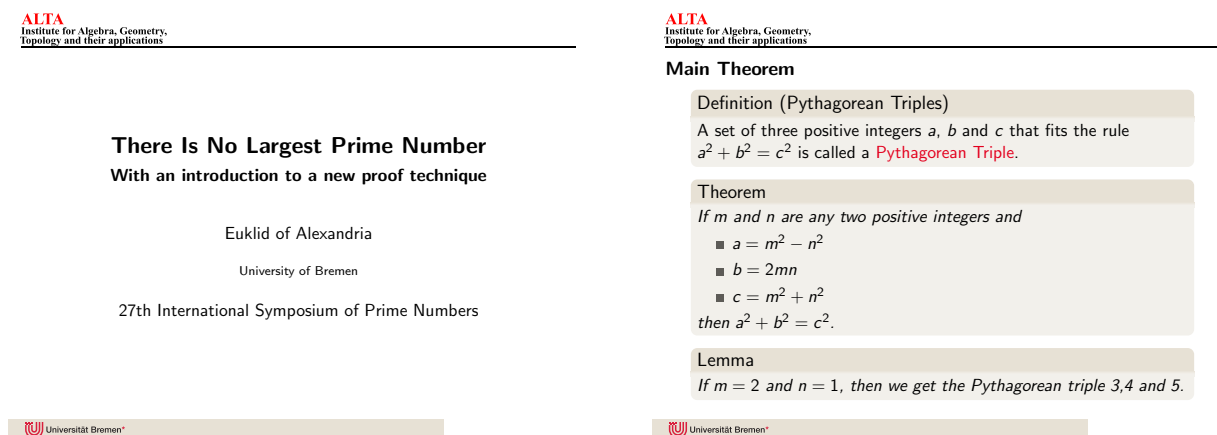 ALTA
Institute for Algebra, Geometry,
Topology and their applications
There Is No Largest Prime Number
With an introduction to a new proof technique
Euklid of Alexandria
University of Bremen
27th International Symposium of Prime Numbers
Universität Bremen*
ALTA
Institute for Algebra, Geometry,
Topology and their applications
Main Theorem
Definition (Pythagorean Triples)
A set of three positive integers a, b and c that fits the rule
a² + b² = c² is called a Pythagorean Triple.
Theorem
If m and n are any two positive integers and
■ a = m² − n²
■ b = 2mn
■ c = m² + n²
then a² + b² = c².
Lemma
If m = 2 and n = 1, then we get the Pythagorean triple 3,4 and 5.
Universität Bremen*